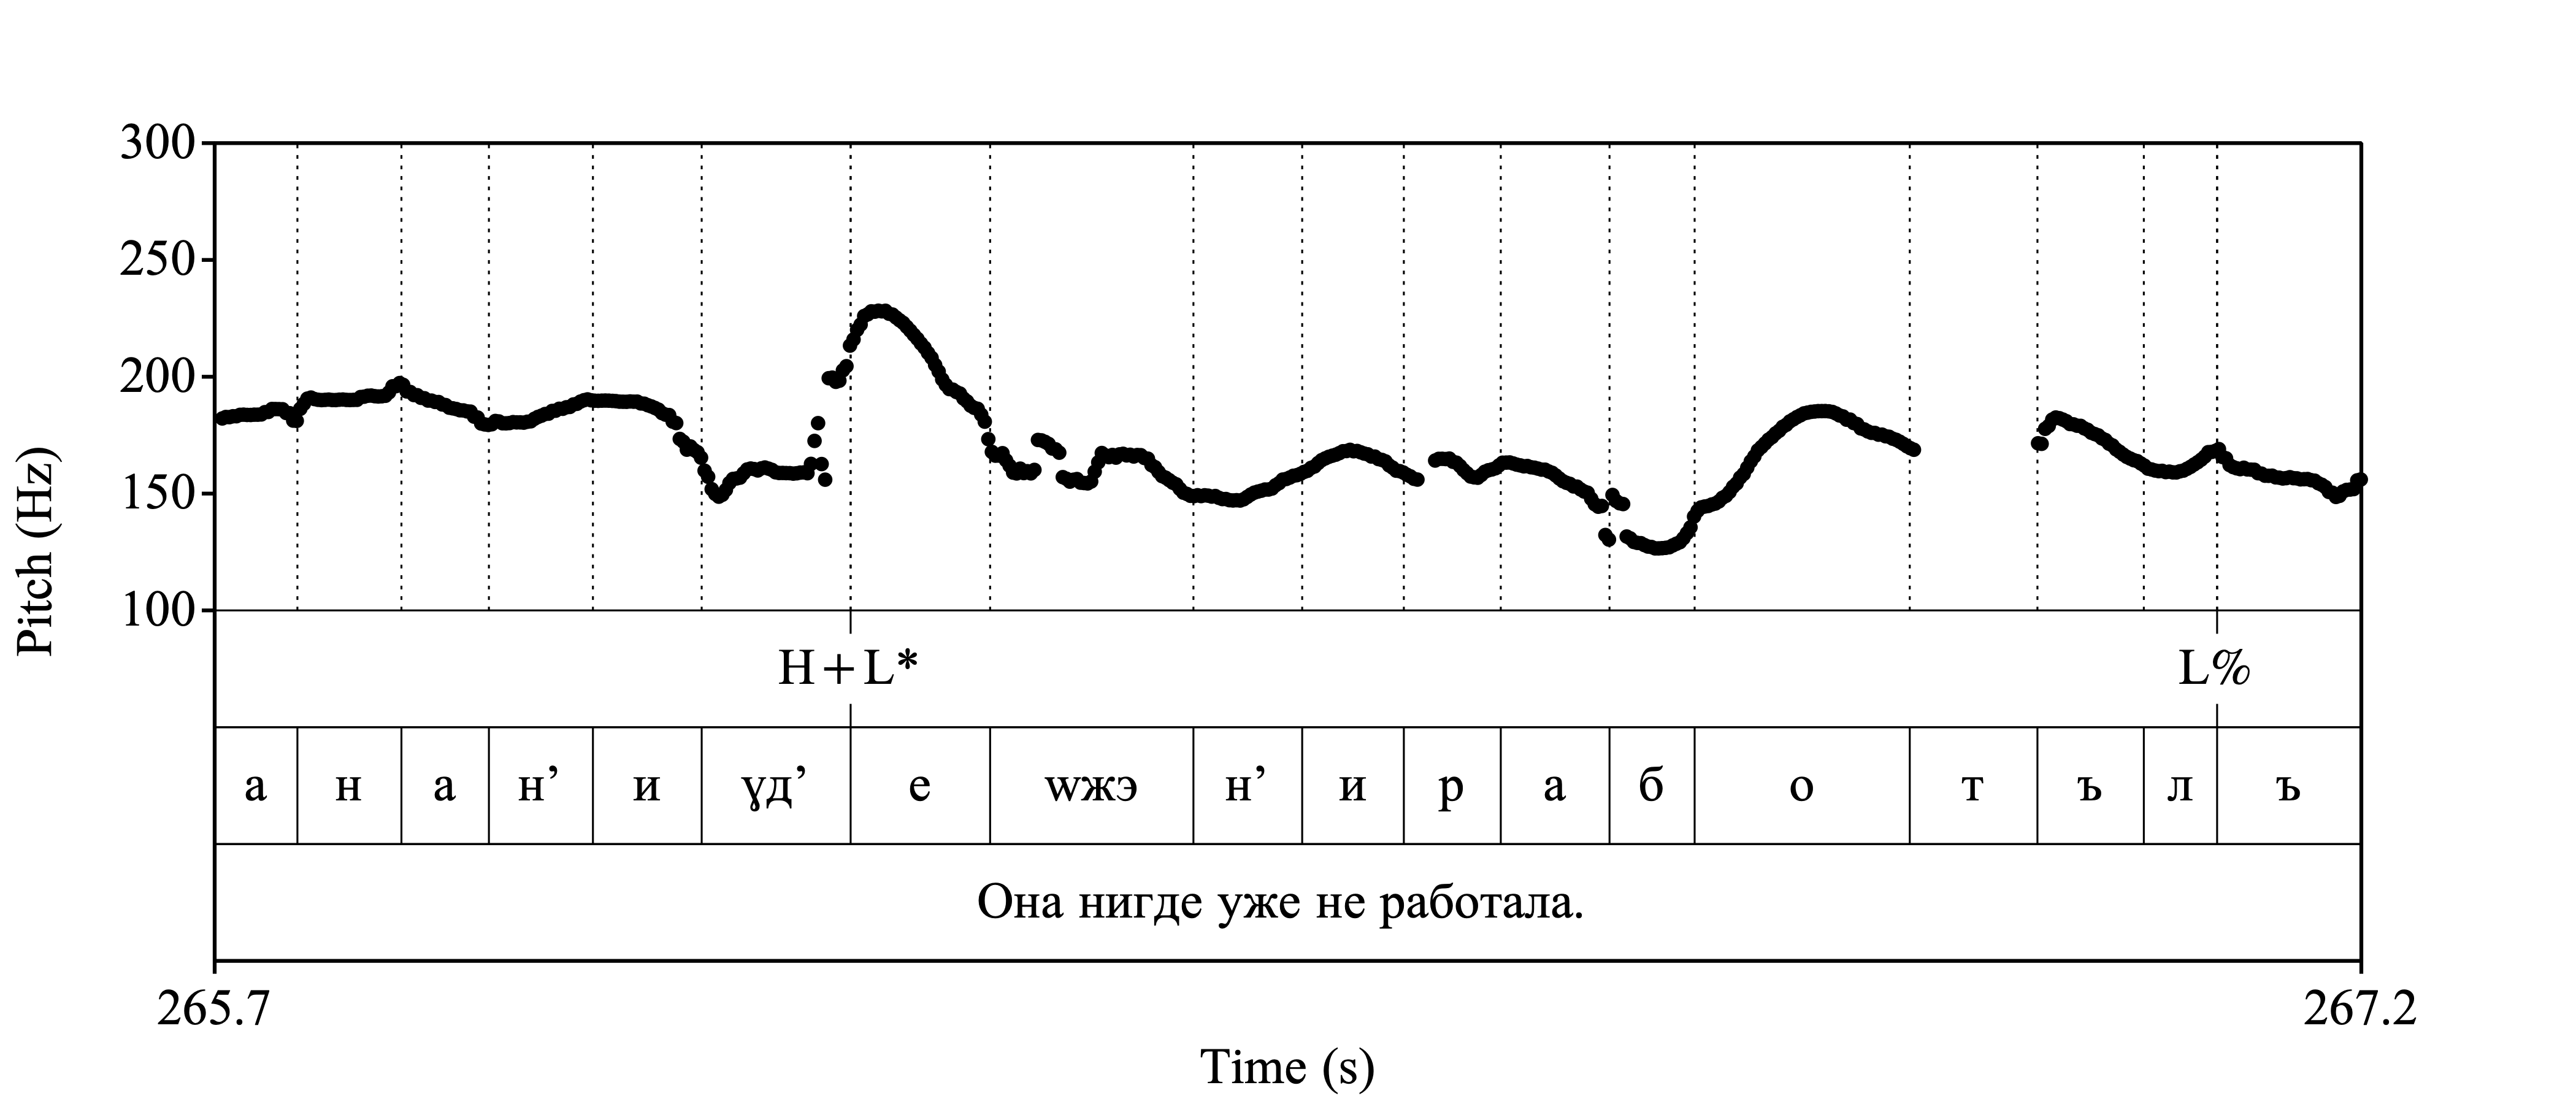 300
250
200
150
100
Pitch (Hz)
H+L* L%
а н а н’ и ɣд’ е wжэ н’ и р а б о т ъ л ъ
Она нигде уже не работала.
265.7 267.2
Time (s)